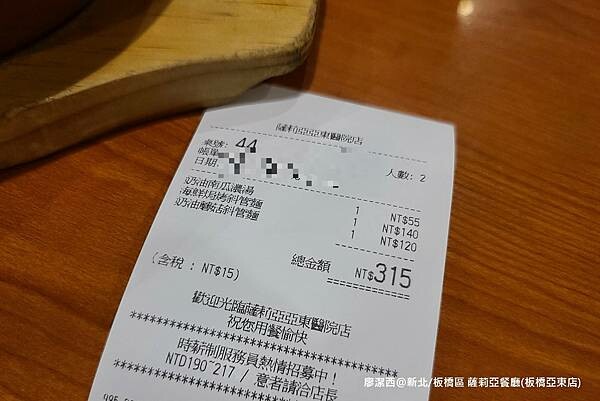 薩莉亞亞東醫院店
桌號: 44 人數: 2
帳單
日期:
奶油南瓜濃湯 1 NT$55
海鮮焗烤斜管麵 1 NT$140
奶油蘑菇斜管麵 1 NT$120
總金額 NT$315
(含稅 : NT$15)
歡迎光臨薩莉亞亞東醫院店
祝您用餐愉快
********************************
時薪制服務員熱情招募中!
NTD190~217 / 意者請洽店長
********************************
廖潔西@新北/板橋區 薩莉亞餐廳(板橋亞東店)